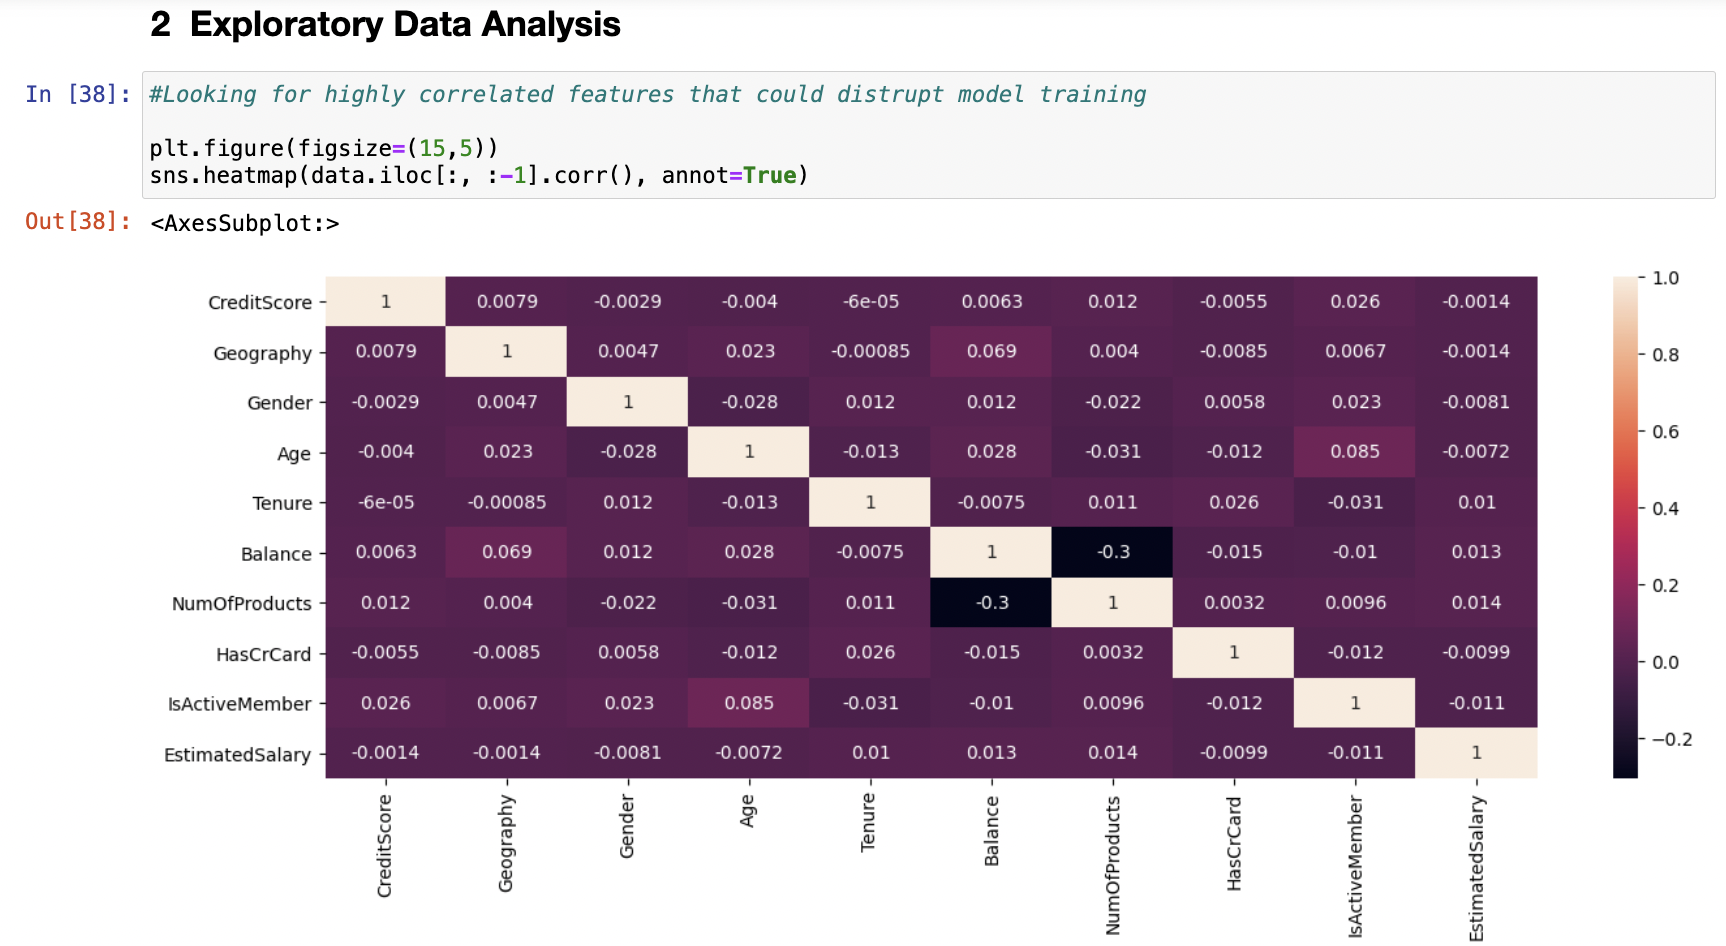 2 Exploratory Data Analysis
In [38]: #Looking for highly correlated features that could distrupt model training
plt.figure(figsize=(15,5))
sns.heatmap(data.iloc[:, :-1].corr(), annot=True)
Out[38]: <AxesSubplot:>
CreditScore 1 0.0079 -0.0029 -0.004 -6e-05 0.0063 0.012 -0.0055 0.026 -0.0014
Geography 0.0079 1 0.0047 0.023 -0.00085 0.069 0.004 -0.0085 0.0067 -0.0014
Gender -0.0029 0.0047 1 -0.028 0.012 0.012 -0.022 0.0058 0.023 -0.0081
Age -0.004 0.023 -0.028 1 -0.013 0.028 -0.031 -0.012 0.085 -0.0072
Tenure -6e-05 -0.00085 0.012 -0.013 1 -0.0075 0.011 0.026 -0.031 0.01
Balance 0.0063 0.069 0.012 0.028 -0.0075 1 -0.3 -0.015 -0.01 0.013
NumOfProducts 0.012 0.004 -0.022 -0.031 0.011 -0.3 1 0.0032 0.0096 0.014
HasCrCard -0.0055 -0.0085 0.0058 -0.012 0.026 -0.015 0.0032 1 -0.012 -0.0099
IsActiveMember 0.026 0.0067 0.023 0.085 -0.031 -0.01 0.0096 -0.012 1 -0.011
EstimatedSalary -0.0014 -0.0014 -0.0081 -0.0072 0.01 0.013 0.014 -0.0099 -0.011 1
CreditScore
Geography
Gender
Age
Tenure
Balance
NumOfProducts
HasCrCard
IsActiveMember
EstimatedSalary
1.0
0.8
0.6
0.4
0.2
0.0
−0.2